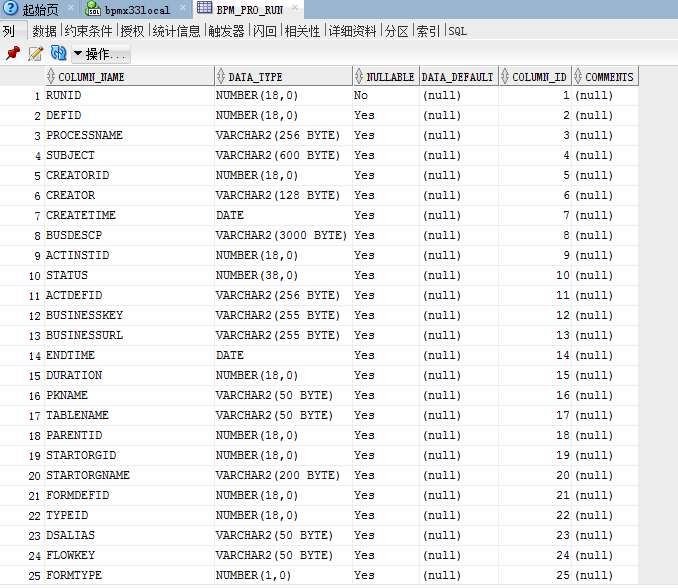 起始页 bpmx33local BPM_PRO_RUN
列 数据 约束条件 授权 统计信息 触发器 闪回 相关性 详细资料 分区 索引 SQL
操作...
COLUMN_NAME DATA_TYPE NULLABLE DATA_DEFAULT COLUMN_ID COMMENTS
1 RUNID NUMBER(18,0) No (null) 1 (null)
2 DEFID NUMBER(18,0) Yes (null) 2 (null)
3 PROCESSNAME VARCHAR2(256 BYTE) Yes (null) 3 (null)
4 SUBJECT VARCHAR2(600 BYTE) Yes (null) 4 (null)
5 CREATORID NUMBER(18,0) Yes (null) 5 (null)
6 CREATOR VARCHAR2(128 BYTE) Yes (null) 6 (null)
7 CREATETIME DATE Yes (null) 7 (null)
8 BUSDESCP VARCHAR2(3000 BYTE) Yes (null) 8 (null)
9 ACTINSTID NUMBER(18,0) Yes (null) 9 (null)
10 STATUS NUMBER(38,0) Yes (null) 10 (null)
11 ACTDEFID VARCHAR2(256 BYTE) Yes (null) 11 (null)
12 BUSINESSKEY VARCHAR2(255 BYTE) Yes (null) 12 (null)
13 BUSINESSURL VARCHAR2(255 BYTE) Yes (null) 13 (null)
14 ENDTIME DATE Yes (null) 14 (null)
15 DURATION NUMBER(18,0) Yes (null) 15 (null)
16 PKNAME VARCHAR2(50 BYTE) Yes (null) 16 (null)
17 TABLENAME VARCHAR2(50 BYTE) Yes (null) 17 (null)
18 PARENTID NUMBER(18,0) Yes (null) 18 (null)
19 STARTORGID NUMBER(18,0) Yes (null) 19 (null)
20 STARTORGNAME VARCHAR2(200 BYTE) Yes (null) 20 (null)
21 FORMDEFID NUMBER(18,0) Yes (null) 21 (null)
22 TYPEID NUMBER(18,0) Yes (null) 22 (null)
23 DSALIAS VARCHAR2(50 BYTE) Yes (null) 23 (null)
24 FLOWKEY VARCHAR2(50 BYTE) Yes (null) 24 (null)
25 FORMTYPE NUMBER(1,0) Yes (null) 25 (null)